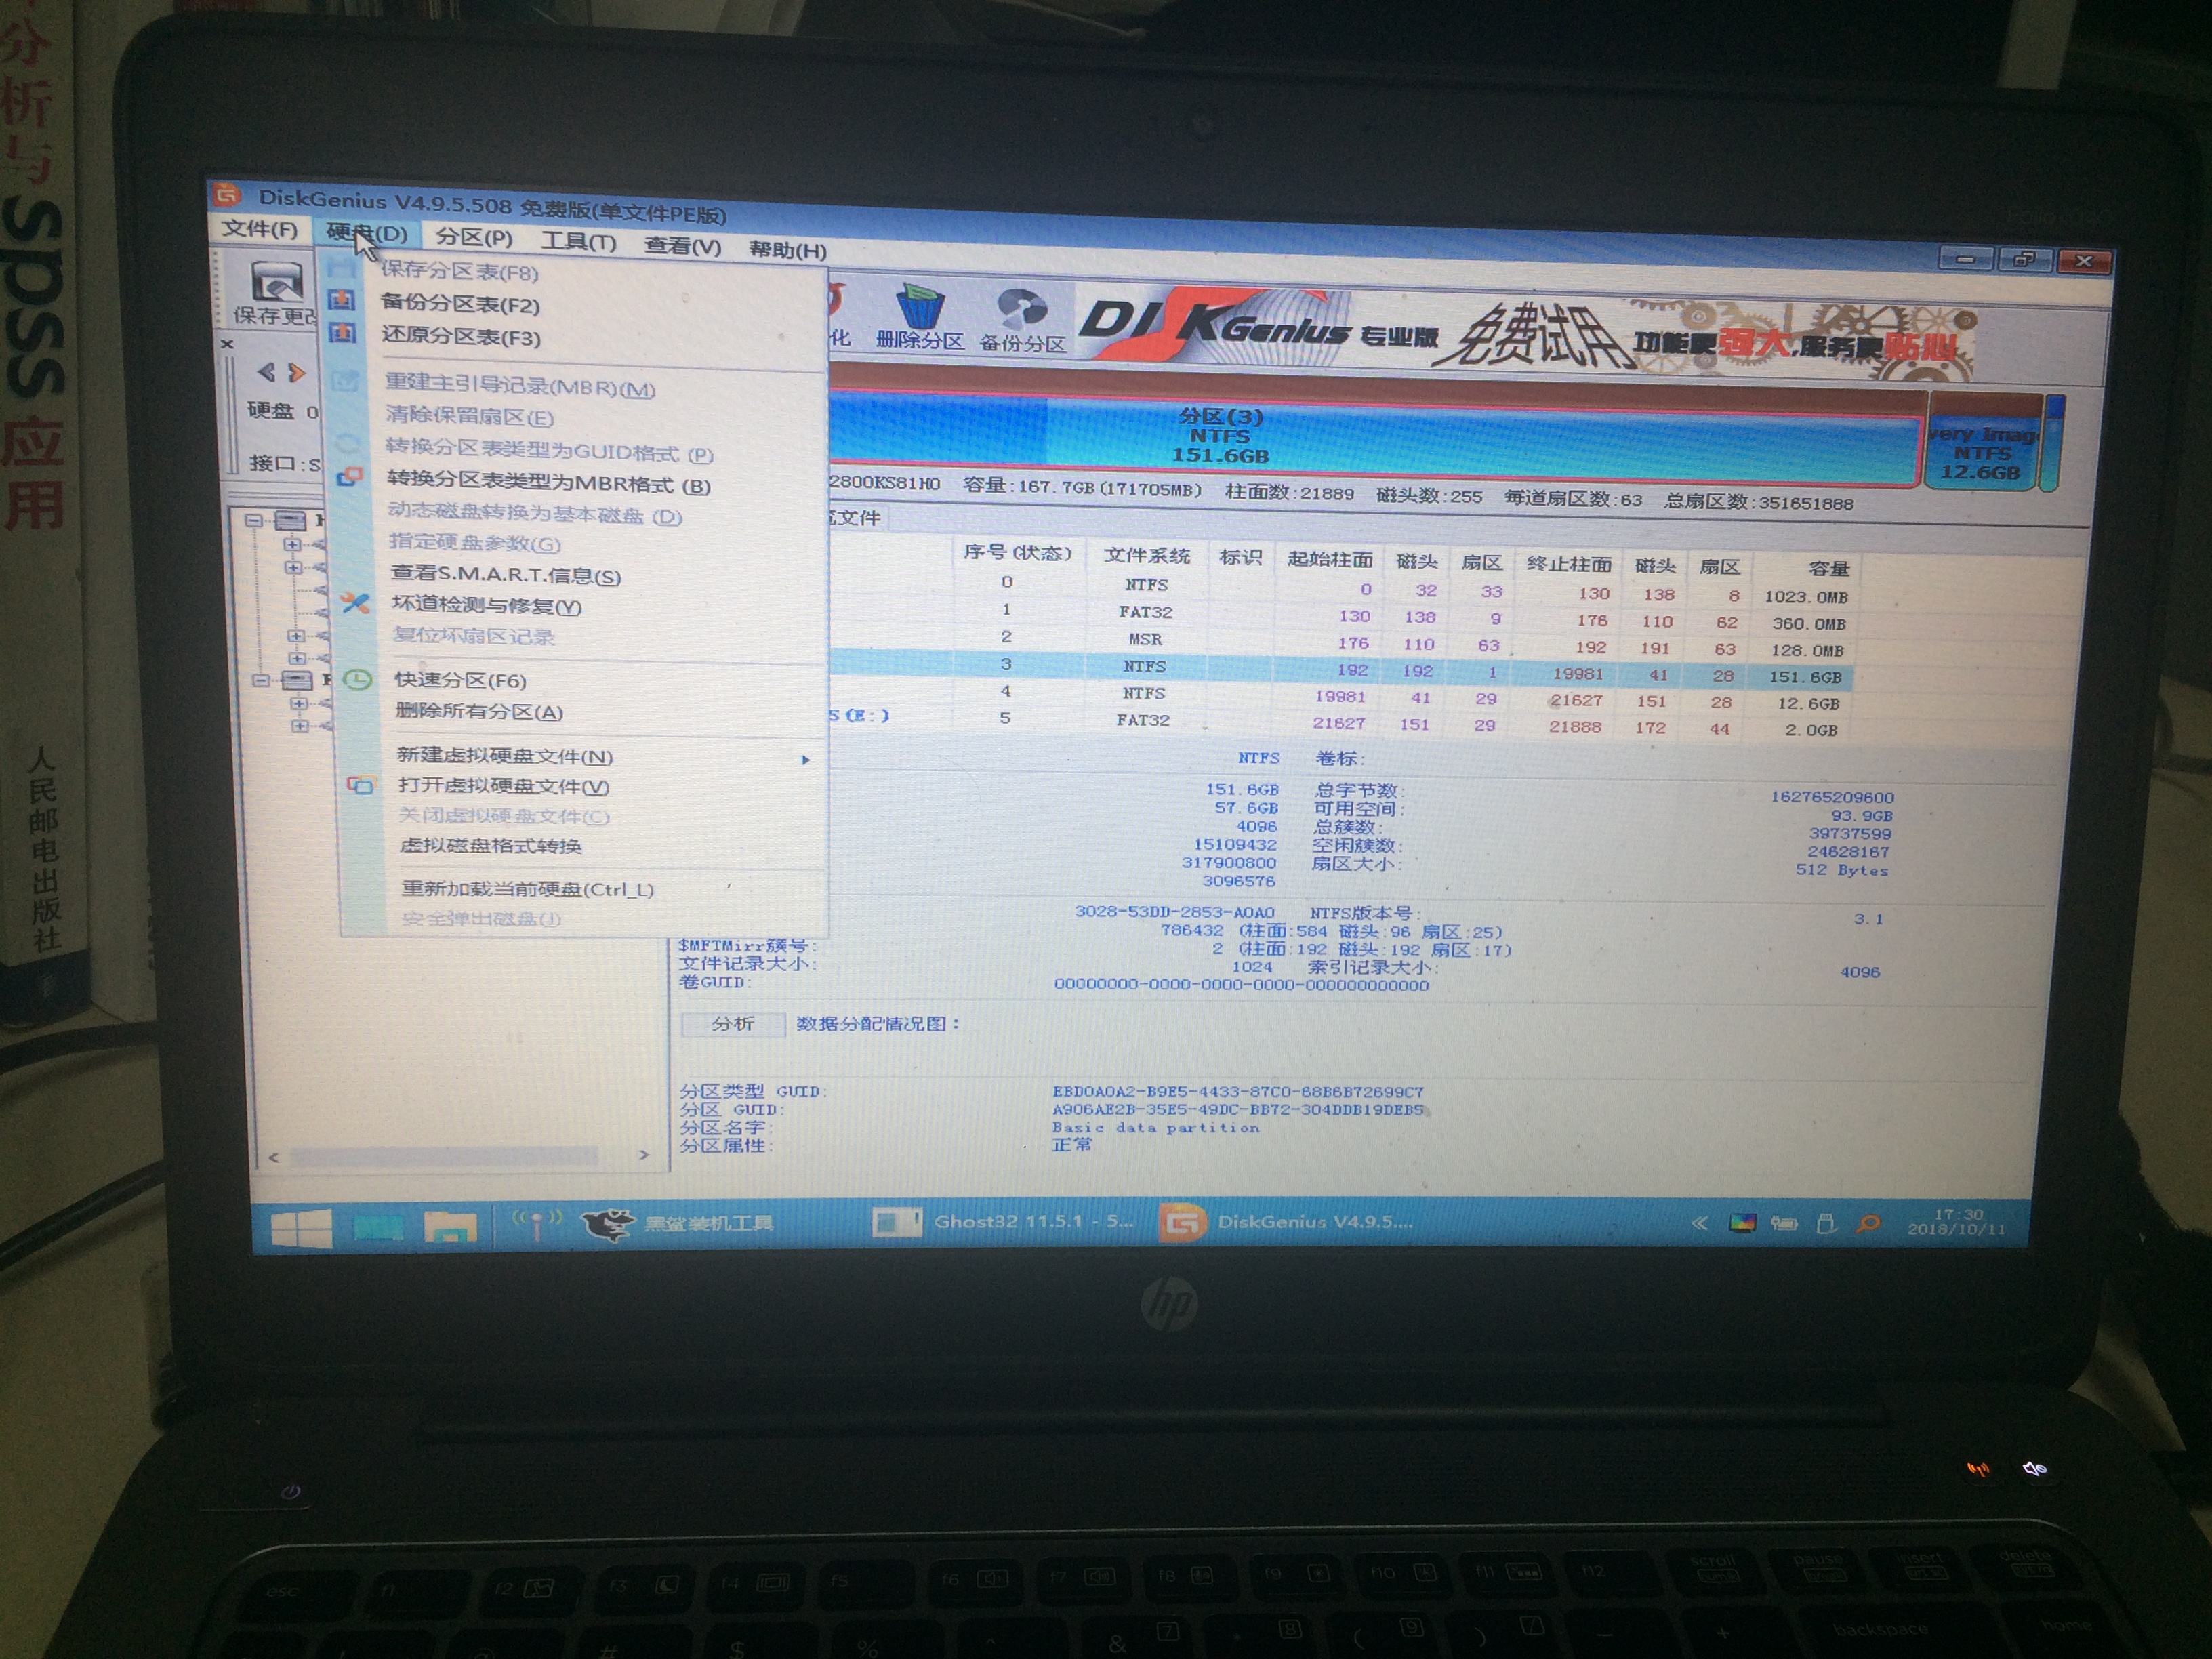 分析与SPSS应用
人民邮电出版社
DiskGenius V4.9.5.508 免费版(单文件PE版)
文件(F) 硬盘(D) 分区(P) 工具(T) 查看(V) 帮助(H)
保存更改
删除分区 备份分区
DISKGenius 专业版 免费试用 功能更强大,服务更贴心
保存分区表(F8)
备份分区表(F2)
还原分区表(F3)
重建主引导记录(MBR)(M)
清除保留扇区(E)
转换分区表类型为GUID格式 (P)
转换分区表类型为MBR格式 (B)
动态磁盘转换为基本磁盘 (D)
指定硬盘参数(G)
查看S.M.A.R.T.信息(S)
坏道检测与修复(Y)
复位坏扇区记录
快速分区(F6)
删除所有分区(A)
新建虚拟硬盘文件(N)
打开虚拟硬盘文件(V)
关闭虚拟硬盘文件(C)
虚拟磁盘格式转换
重新加载当前硬盘(Ctrl_L)
安全弹出磁盘(J)
硬盘 0
接口:S
分区(3)
NTFS
151.6GB
very Imag
NTFS
12.6GB
2800KS81H0 容量:167.7GB(171705MB) 柱面数:21889 磁头数:255 每道扇区数:63 总扇区数:351651888
文件
序号(状态) 文件系统 标识 起始柱面 磁头 扇区 终止柱面 磁头 扇区 容量
0 NTFS 0 32 33 130 138 8 1023.0MB
1 FAT32 130 138 9 176 110 62 360.0MB
2 MSR 176 110 63 192 191 63 128.0MB
3 NTFS 192 192 1 19981 41 28 151.6GB
4 NTFS 19981 41 29 21627 151 28 12.6GB
S(E:) 5 FAT32 21627 151 29 21888 172 44 2.0GB
NTFS 卷标:
151.6GB 总字节数: 162765209600
57.6GB 可用空间: 93.9GB
4096 总簇数: 39737599
15109432 空闲簇数: 24628167
317900800 扇区大小: 512 Bytes
3096576
3028-53DD-2853-A0A0 NTFS版本号: 3.1
786432 (柱面:584 磁头:96 扇区:25)
$MFTMirr簇号: 2 (柱面:192 磁头:192 扇区:17)
文件记录大小: 1024 索引记录大小: 4096
卷GUID: 00000000-0000-0000-0000-000000000000
分析 数据分配情况图:
分区类型 GUID: EBD0A0A2-B9E5-4433-87C0-68B6B72699C7
分区 GUID: A906AE2B-35E5-49DC-BB72-304DDB19DEB5
分区名字: Basic data partition
分区属性: 正常
黑鲨装机工具 Ghost32 11.5.1 - 5... DiskGenius V4.9.5.... 17:30
2018/10/11
hp
esc f1 f2 f3 f4 f5 f6 f7 f8 f9 f10 f11 f12 scroll pause insert delete
# $ % ^ & 7 * 8 ( 9 ) / - + backspace home